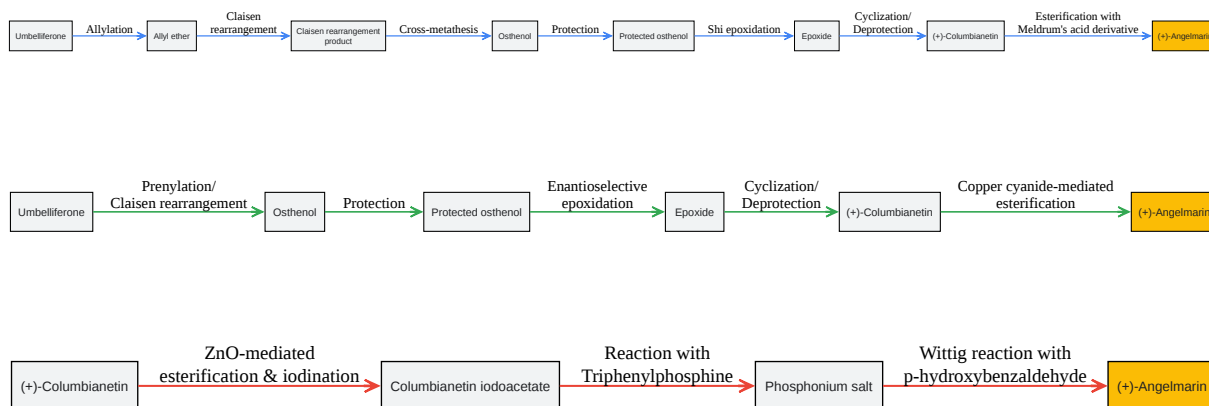 Umbelliferone
Allylation
Allyl ether
Claisen
rearrangement
Claisen rearrangement
product
Cross-metathesis
Osthenol
Protection
Protected osthenol
Shi epoxidation
Epoxide
Cyclization/
Deprotection
(+)-Columbianetin
Esterification with
Meldrum's acid derivative
(+)-Angelmarin
Umbelliferone
Prenylation/
Claisen rearrangement
Osthenol
Protection
Protected osthenol
Enantioselective
epoxidation
Epoxide
Cyclization/
Deprotection
(+)-Columbianetin
Copper cyanide-mediated
esterification
(+)-Angelmarin
(+)-Columbianetin
ZnO-mediated
esterification & iodination
Columbianetin iodoacetate
Reaction with
Triphenylphosphine
Phosphonium salt
Wittig reaction with
p-hydroxybenzaldehyde
(+)-Angelmarin